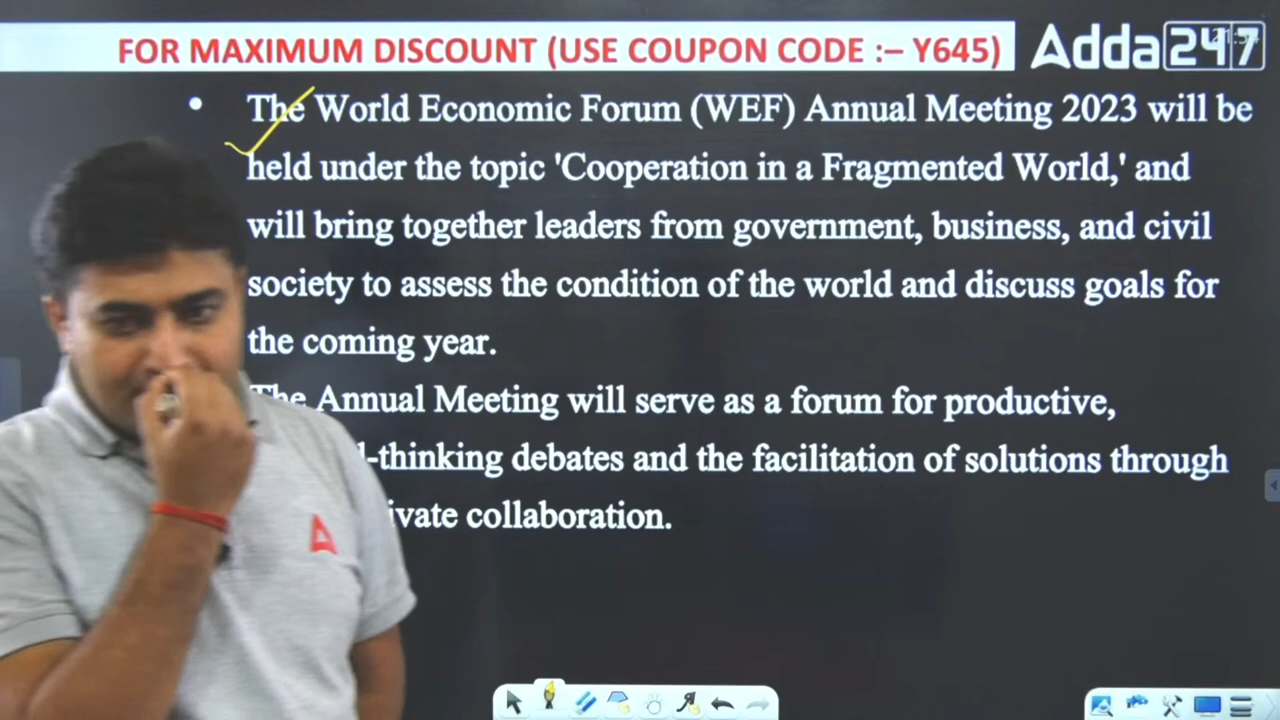 FOR MAXIMUM DISCOUNT (USE COUPON CODE :– Y645)
Adda 247
• The World Economic Forum (WEF) Annual Meeting 2023 will be
held under the topic 'Cooperation in a Fragmented World,' and
will bring together leaders from government, business, and civil
society to assess the condition of the world and discuss goals for
the coming year.
The Annual Meeting will serve as a forum for productive,
-thinking debates and the facilitation of solutions through
collaboration.